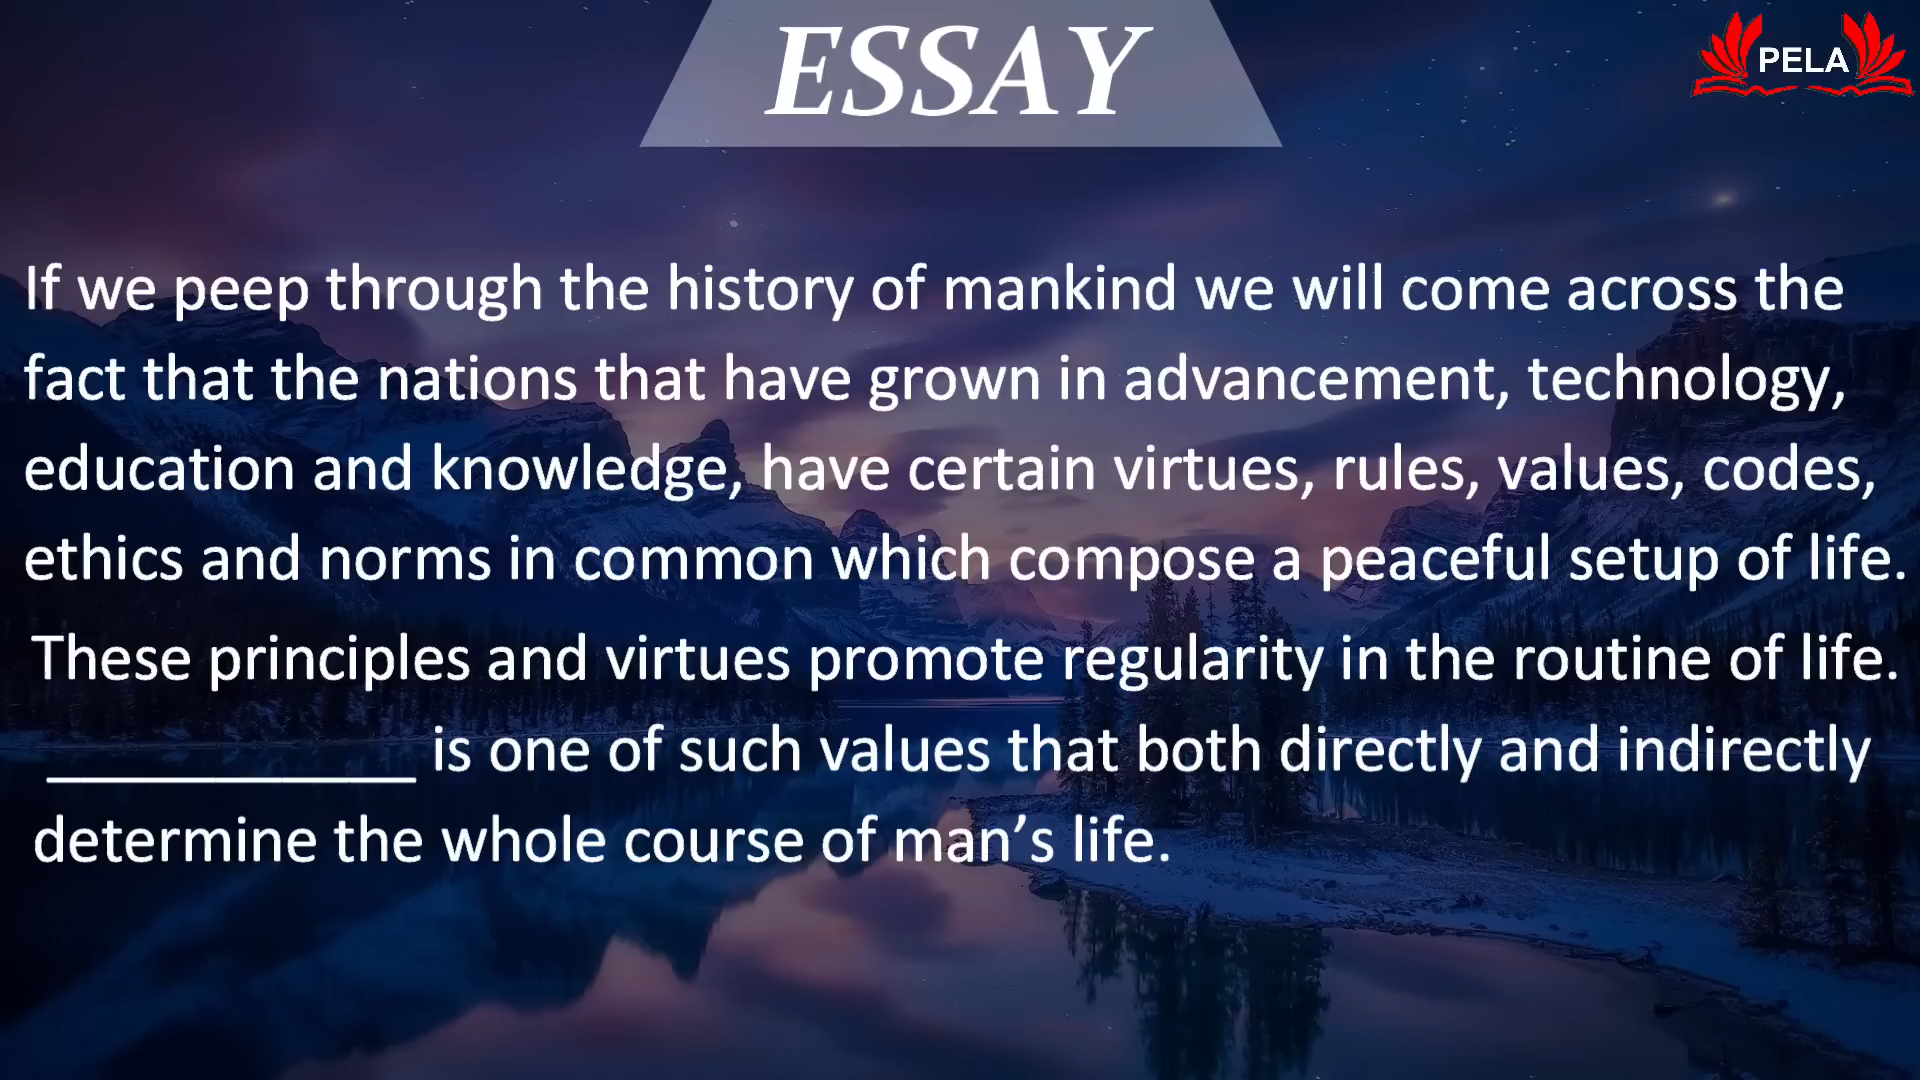 ESSAY
PELA
If we peep through the history of mankind we will come across the
fact that the nations that have grown in advancement, technology,
education and knowledge, have certain virtues, rules, values, codes,
ethics and norms in common which compose a peaceful setup of life.
These principles and virtues promote regularity in the routine of life.
___________ is one of such values that both directly and indirectly
determine the whole course of man’s life.